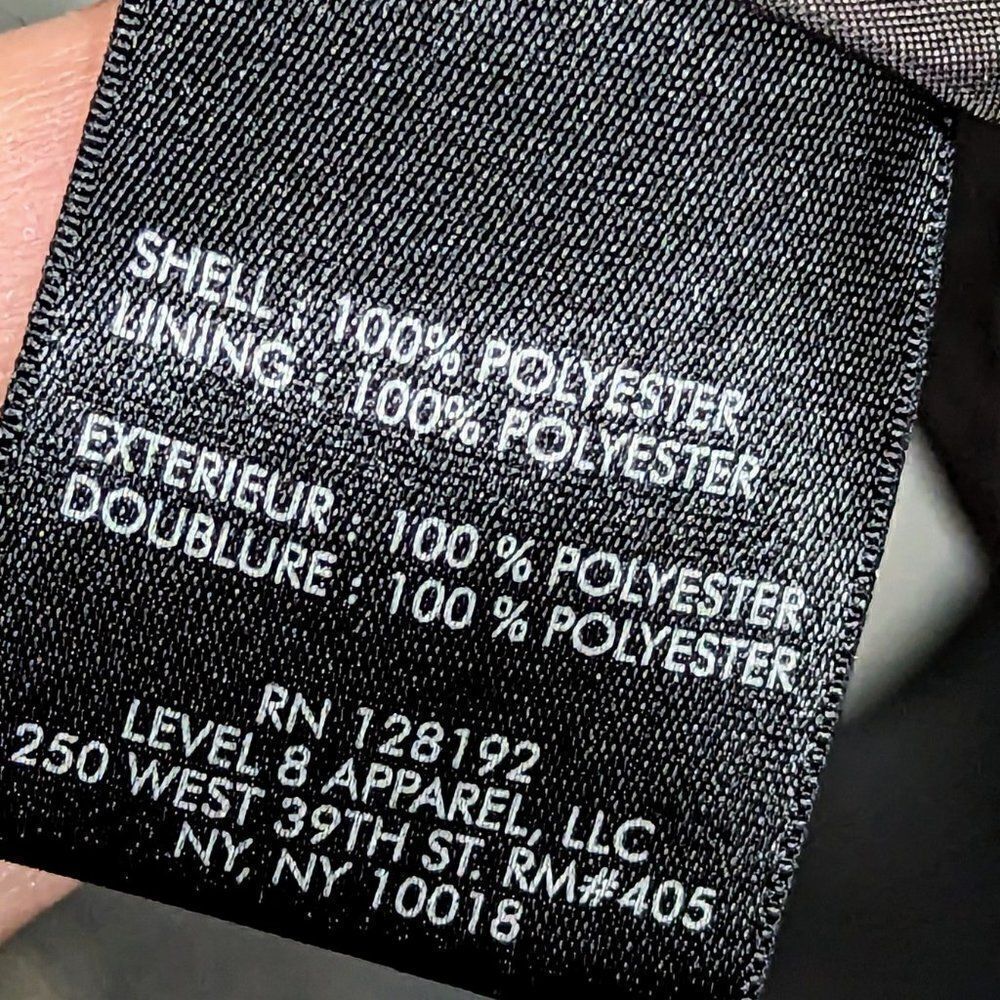 SHELL : 100% POLYESTER
LINING : 100% POLYESTER
EXTERIEUR : 100 % POLYESTER
DOUBLURE : 100 % POLYESTER
RN 128192
LEVEL 8 APPAREL, LLC
250 WEST 39TH ST. RM#405
NY, NY 10018